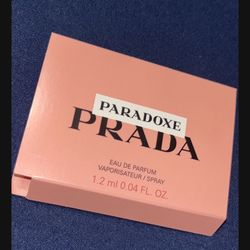 PARADOXE
PRADA
EAU DE PARFUM
VAPORISATEUR / SPRAY
1.2 ml 0.04 FL. OZ.